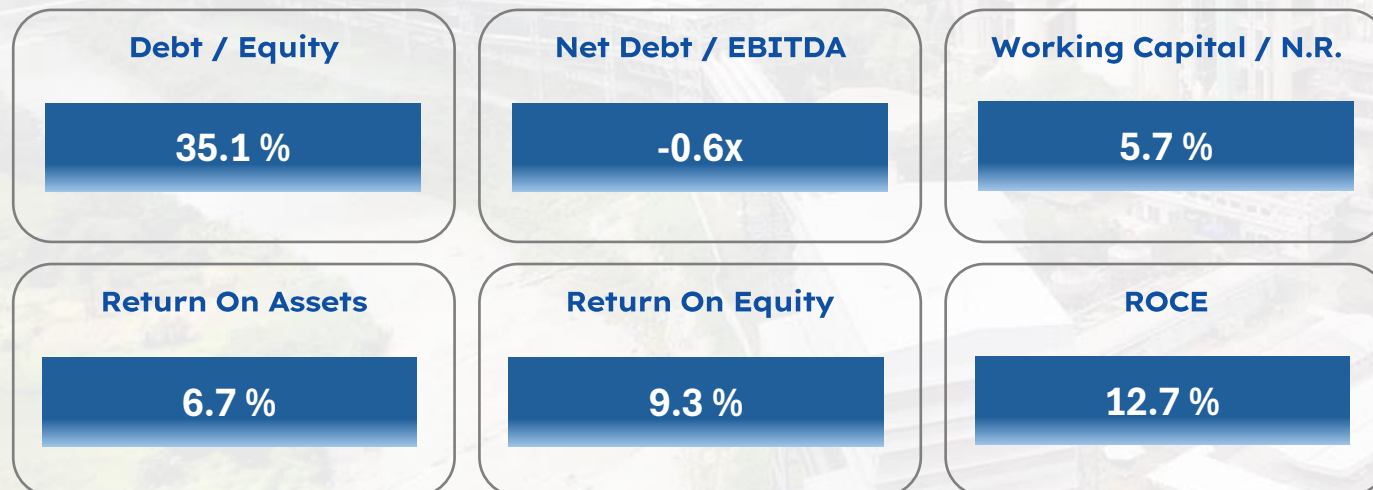 Debt / Equity
35.1 %
Net Debt / EBITDA
-0.6x
Working Capital / N.R.
5.7 %
Return On Assets
6.7 %
Return On Equity
9.3 %
ROCE
12.7 %